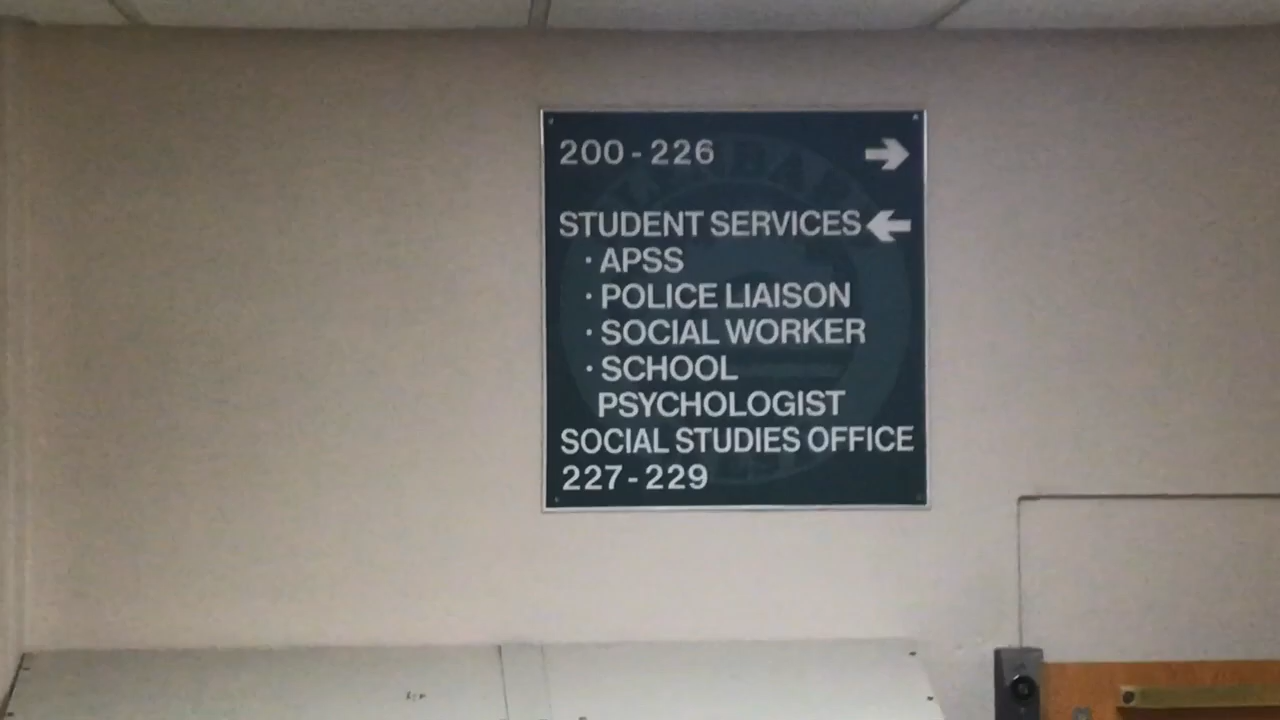 200 - 226
STUDENT SERVICES
· APSS
· POLICE LIAISON
· SOCIAL WORKER
· SCHOOL
PSYCHOLOGIST
SOCIAL STUDIES OFFICE
227 - 229